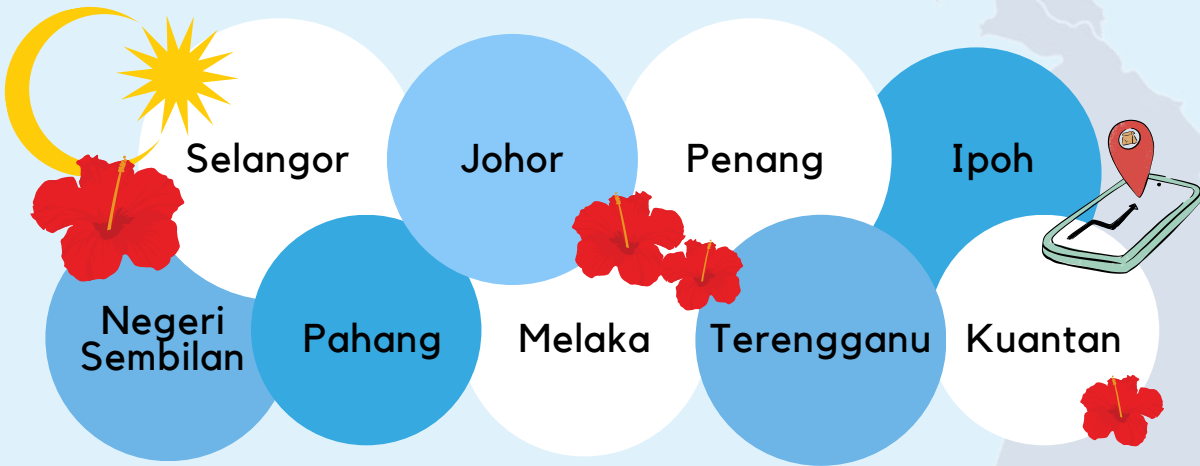 Selangor
Johor
Penang
Ipoh
Negeri
Sembilan
Pahang
Melaka
Terengganu
Kuantan